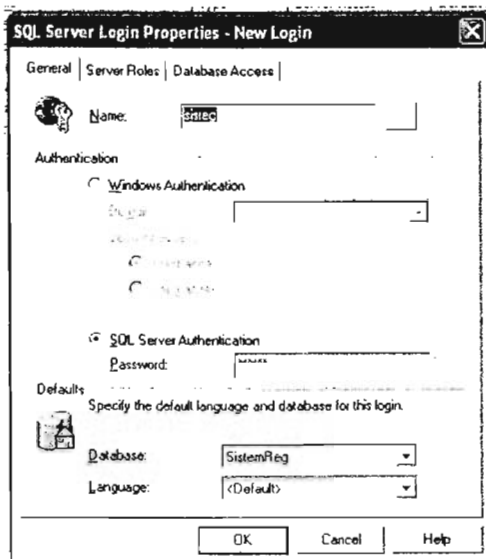 SQL Server Login Properties - New Login
General Server Roles Database Access
Name:
Authentication
Windows Authentication
SQL Server Authentication
Password: ******
Defaults
Specify the default language and database for this login.
Database: SistemReg
Language: <Default>
OK Cancel Help